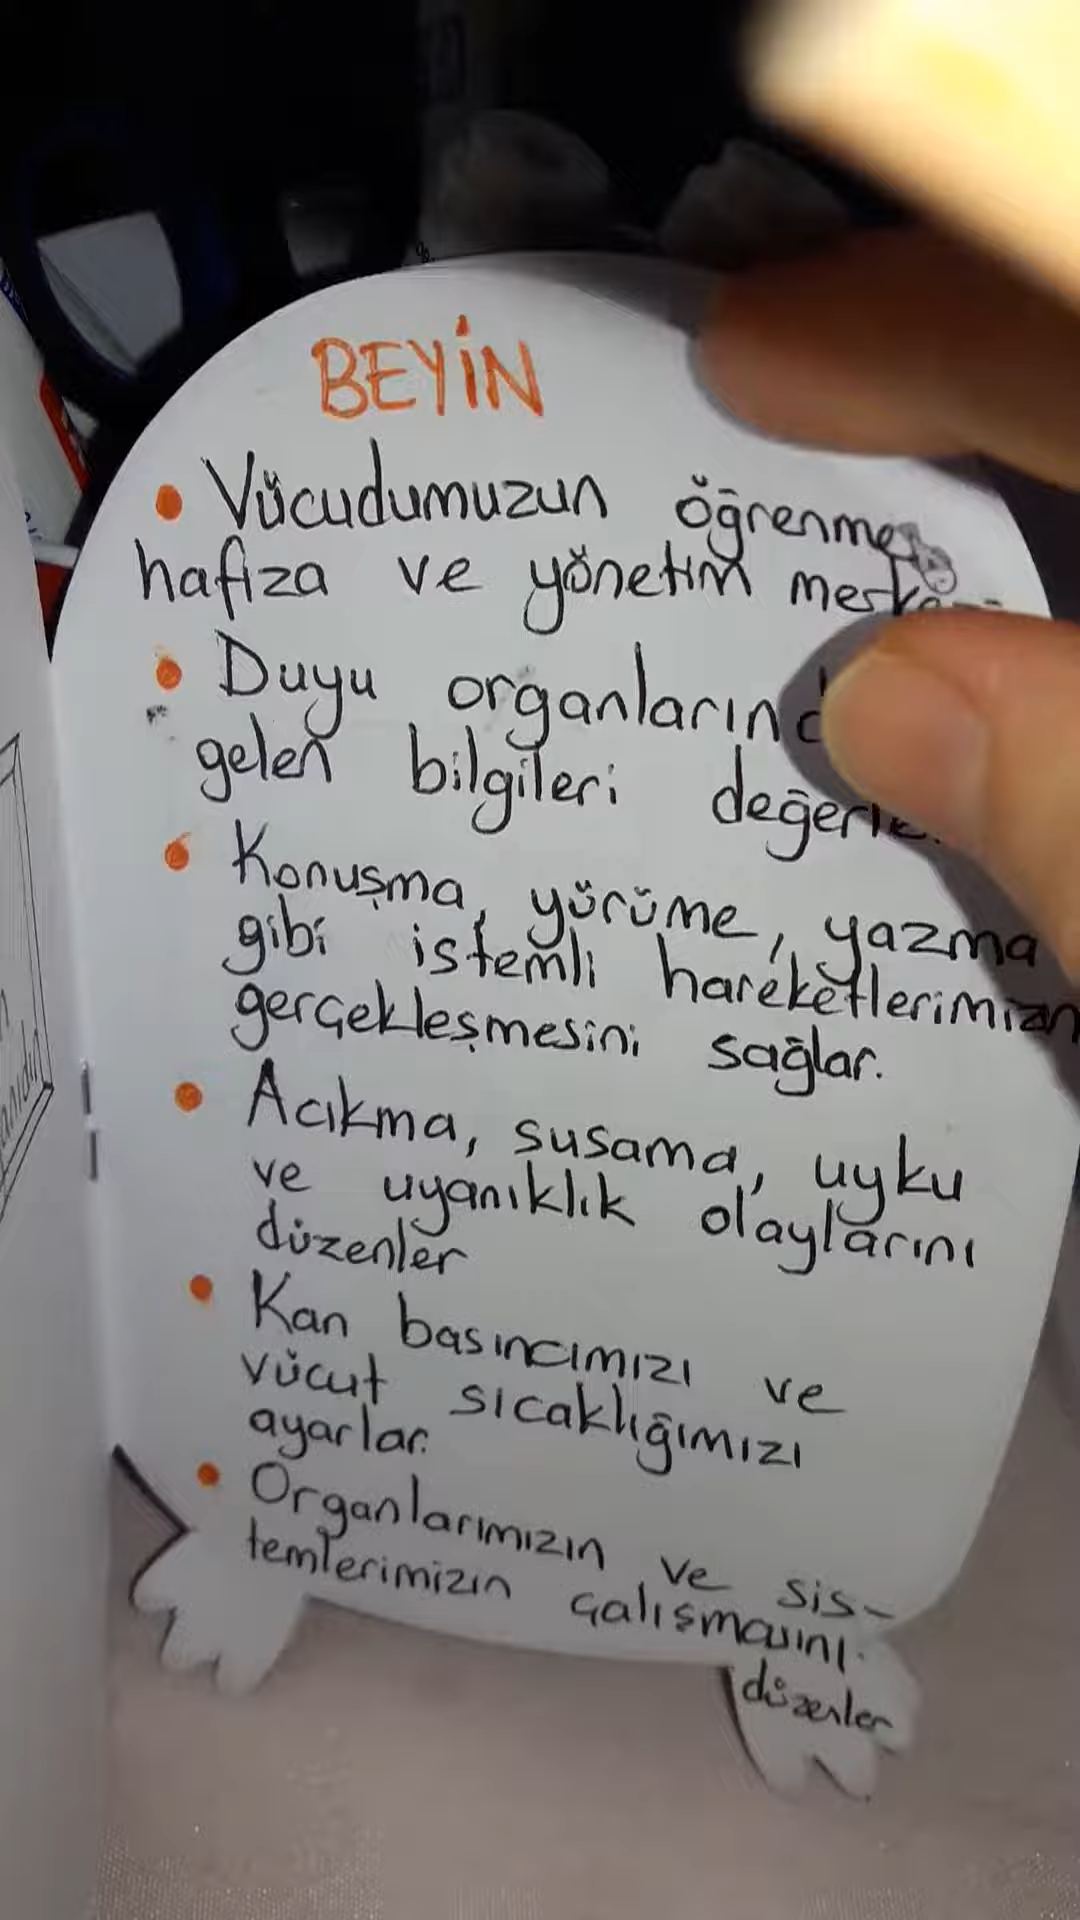 BEYİN
• Vücudumuzun öğrenme,
hafıza ve yönetim
• Duyu
gelen bilgileri
• Konuşma, yürüme, yazma
gibi istemli hareketlerimizin
gerçekleşmesini sağlar.
• Acıkma, susama, uyku
ve uyanıklık olaylarını
düzenler
• Kan basıncımızı ve
vücut sıcaklığımızı
ayarlar.
• Organlarımızın ve sis-
temlerimizin çalışmasını
düzenler